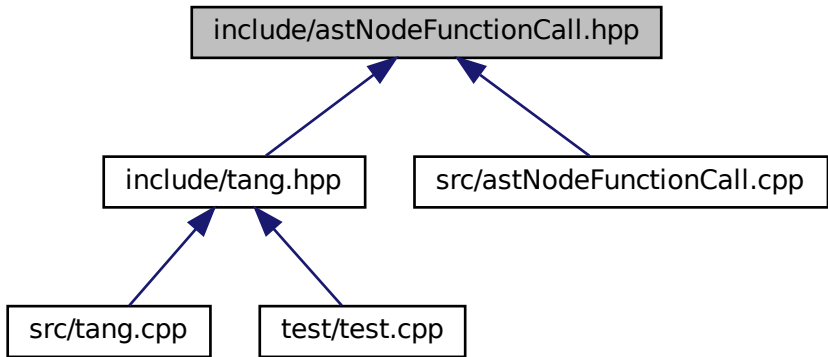 include/astNodeFunctionCall.hpp
include/tang.hpp
src/astNodeFunctionCall.cpp
src/tang.cpp
test/test.cpp